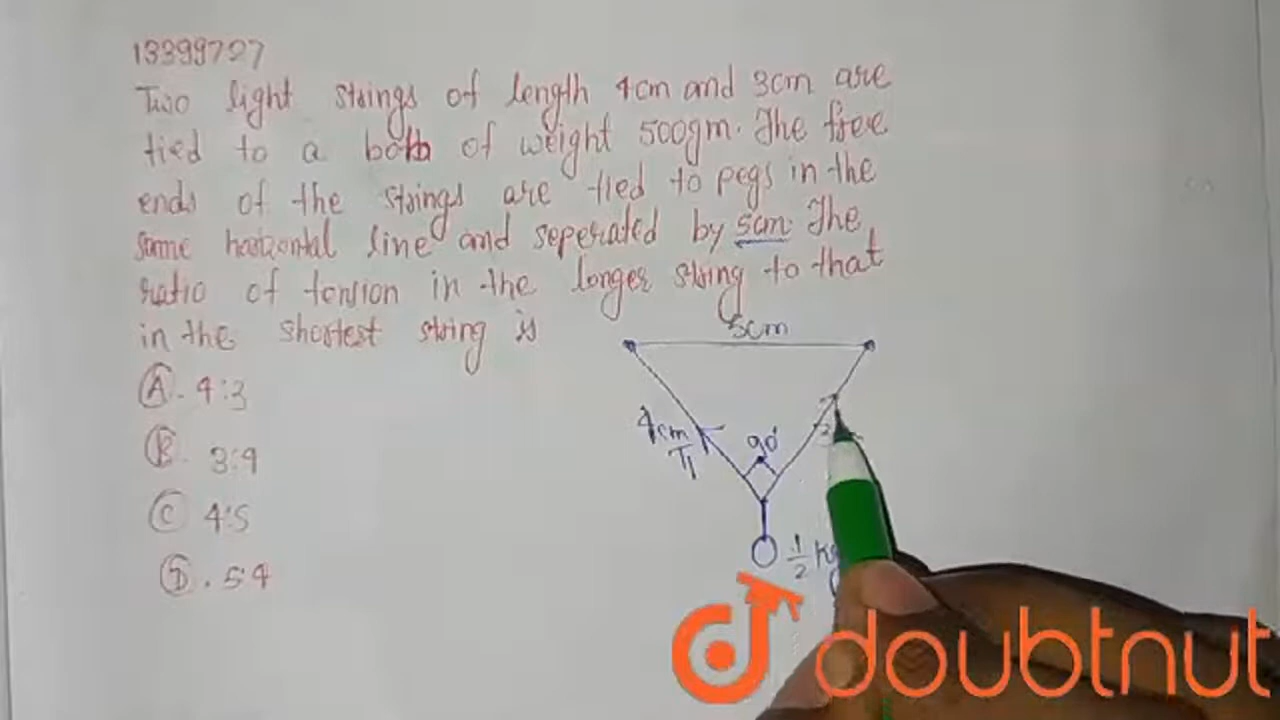 13399727
Two light strings of length 4cm and 3cm are
tied to a bob of weight 500gm. The free
ends of the strings are tied to pegs in the
same horizontal line and seperated by 5cm. The
ratio of tension in the longer string to that
in the shortest string is
5cm
A. 4:3
B. 3:4
C 4:5
D. 5:4
4cm
T1
90°
1/2
doubtnut